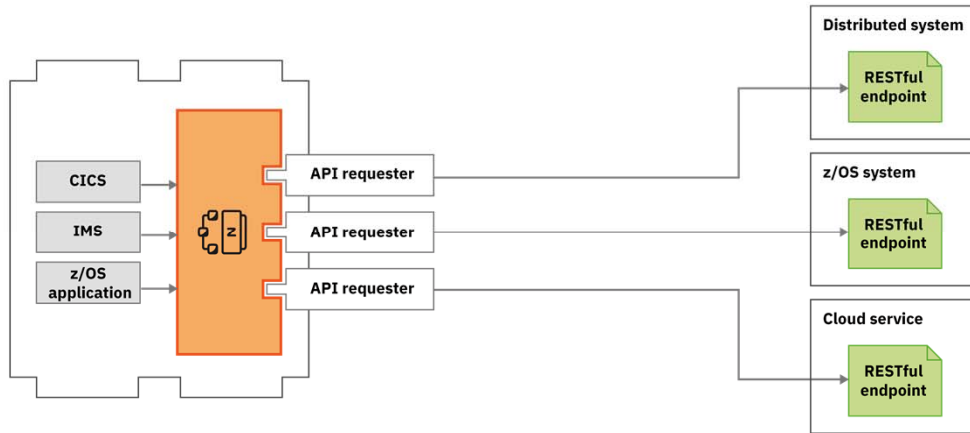 CICS
IMS
z/OS
application
Z
API requester
API requester
API requester
Distributed system
RESTful
endpoint
z/OS system
RESTful
endpoint
Cloud service
RESTful
endpoint